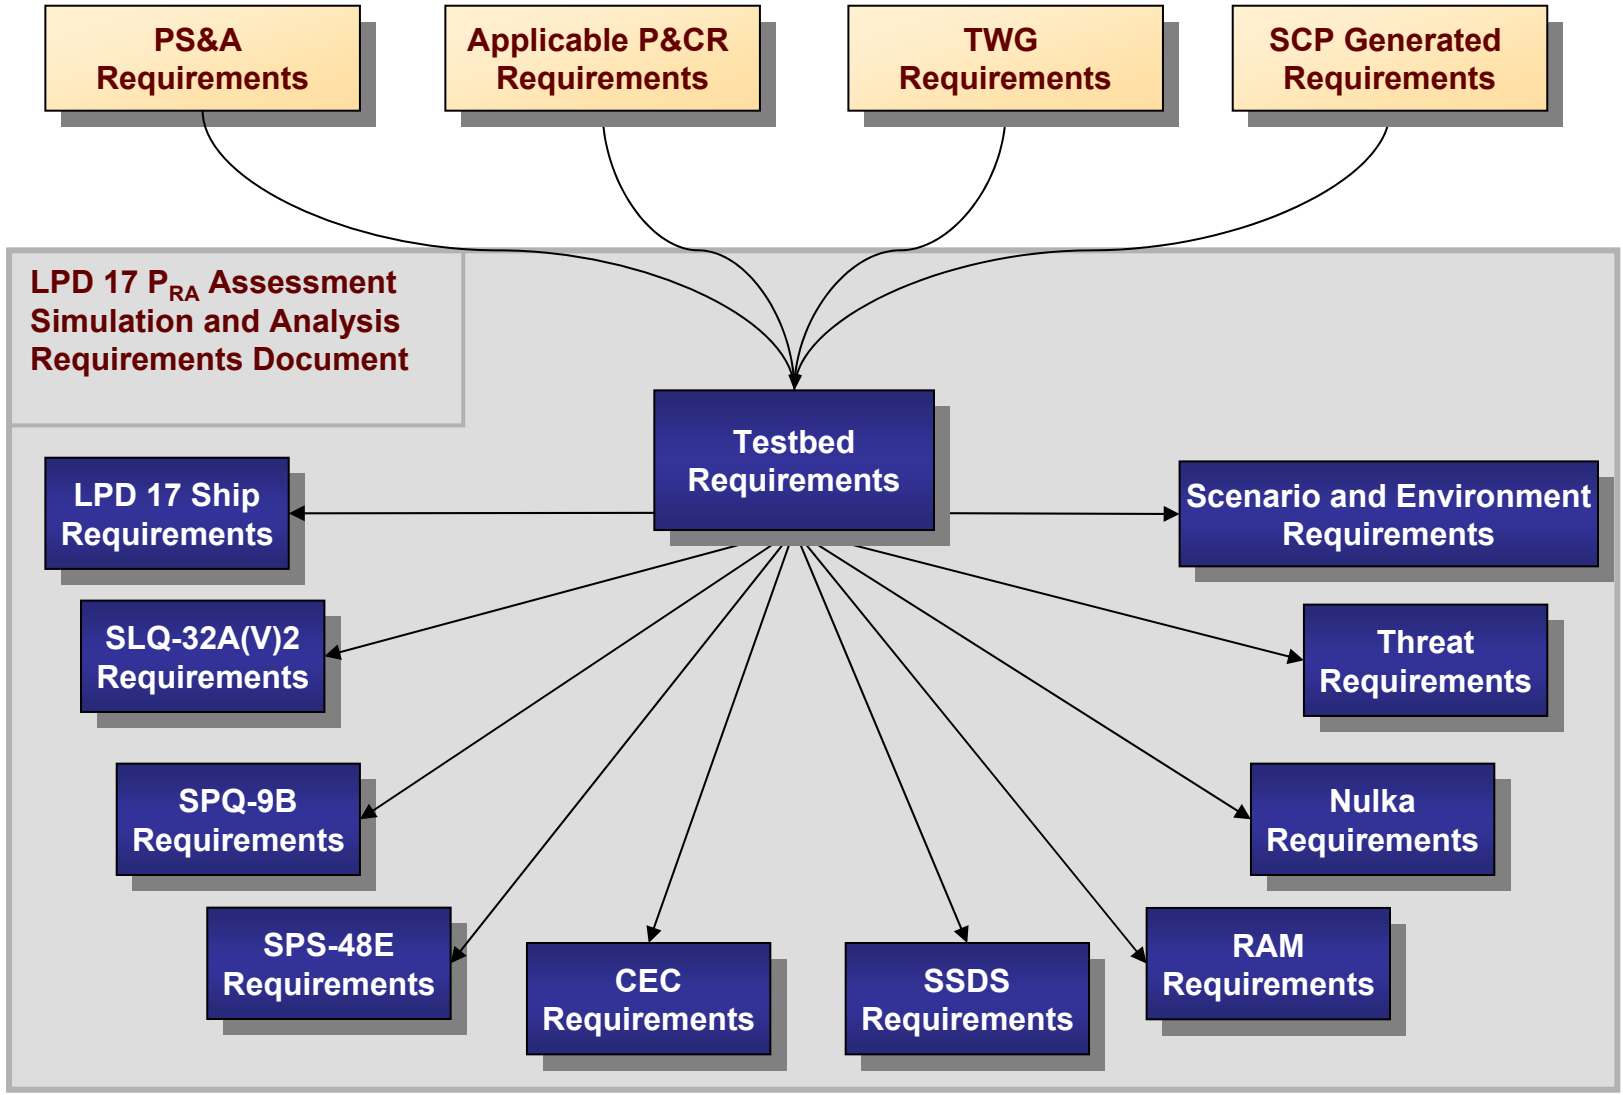 PS&A
Requirements
Applicable P&CR
Requirements
TWG
Requirements
SCP Generated
Requirements
LPD 17 PRA Assessment
Simulation and Analysis
Requirements Document
Testbed
Requirements
LPD 17 Ship
Requirements
Scenario and Environment
Requirements
SLQ-32A(V)2
Requirements
Threat
Requirements
SPQ-9B
Requirements
Nulka
Requirements
SPS-48E
Requirements
CEC
Requirements
SSDS
Requirements
RAM
Requirements